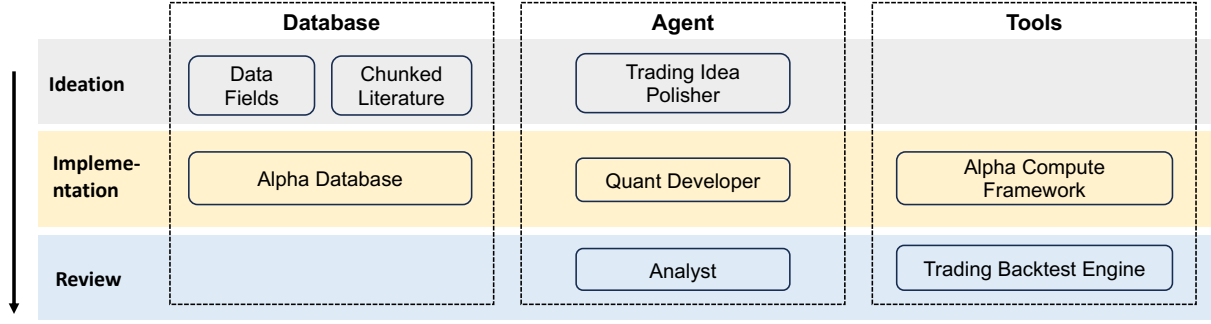 Database
Agent
Tools
Ideation
Data
Fields
Chunked
Literature
Trading Idea
Polisher
Impleme-
ntation
Alpha Database
Quant Developer
Alpha Compute
Framework
Review
Analyst
Trading Backtest Engine